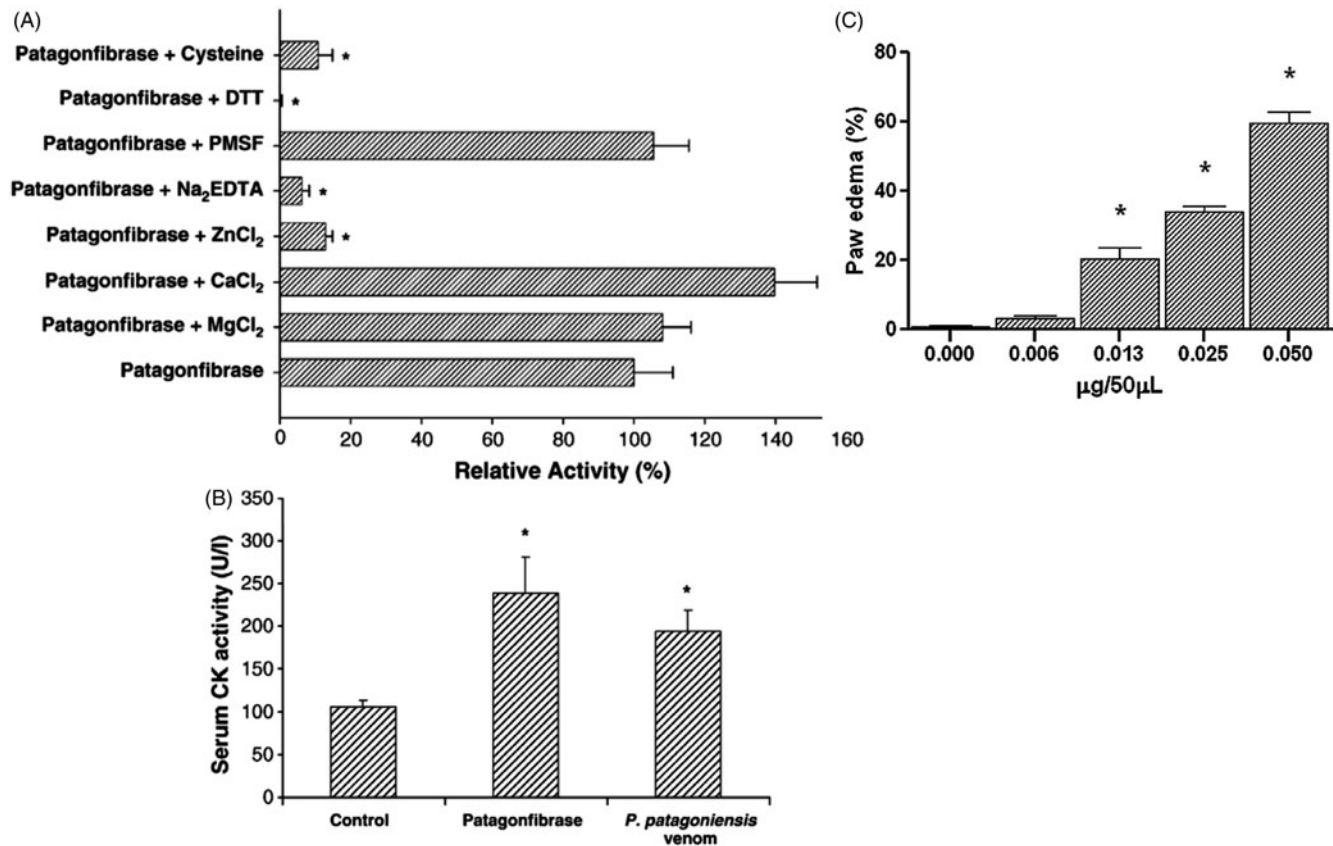 (A)
Patagonfibrase + Cysteine
*
Patagonfibrase + DTT
*
Patagonfibrase + PMSF
Patagonfibrase + Na₂EDTA
*
Patagonfibrase + ZnCl₂
*
Patagonfibrase + CaCl₂
Patagonfibrase + MgCl₂
Patagonfibrase
0 20 40 60 80 100 120 140 160
Relative Activity (%)
(B)
Serum CK activity (U/l)
350
300
250
200
150
100
50
0
*
*
Control Patagonfibrase P. patagoniensis
venom
(C)
Paw edema (%)
80
60
40
20
0
*
*
*
0.000 0.006 0.013 0.025 0.050
µg/50µL